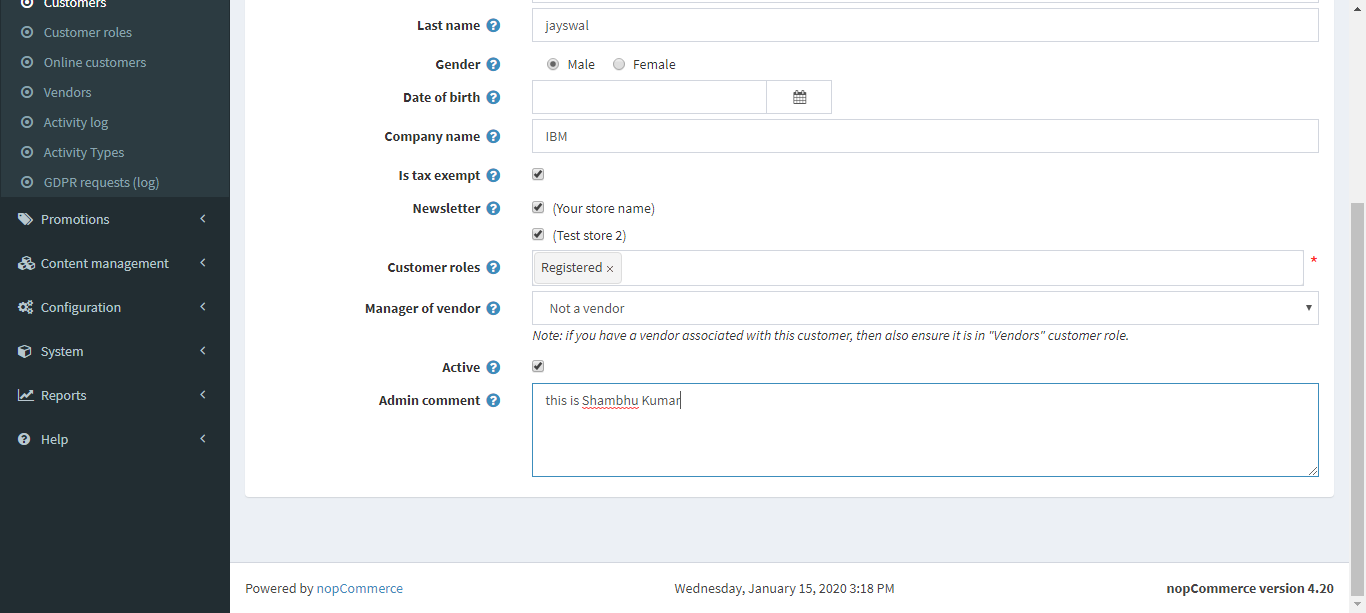 Customers
Customer roles
Online customers
Vendors
Activity log
Activity Types
GDPR requests (log)
Promotions
Content management
Configuration
System
Reports
Help
Last name jayswal
Gender Male Female
Date of birth
Company name IBM
Is tax exempt
Newsletter (Your store name)
(Test store 2)
Customer roles Registered × *
Manager of vendor Not a vendor
Note: if you have a vendor associated with this customer, then also ensure it is in "Vendors" customer role.
Active
Admin comment this is Shambhu Kumar
Powered by nopCommerce Wednesday, January 15, 2020 3:18 PM nopCommerce version 4.20